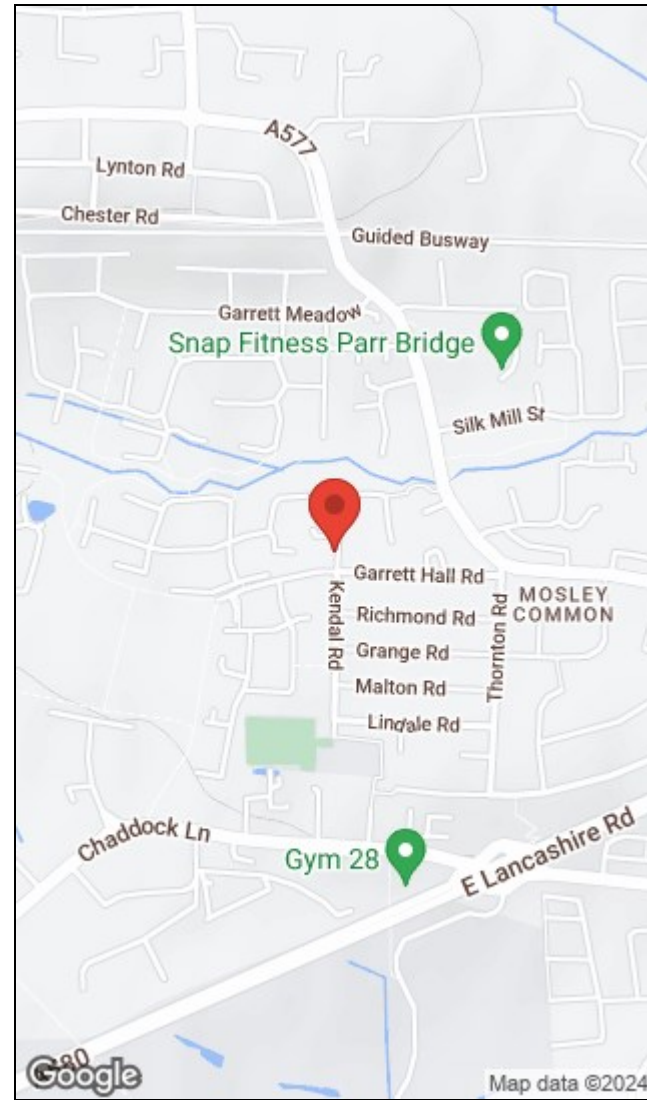 A577
Lynton Rd
Chester Rd
Guided Busway
Garrett Meadow
Snap Fitness Parr Bridge
Silk Mill St
Garrett Hall Rd
MOSLEY
COMMON
Kendal Rd
Richmond Rd
Thornton Rd
Grange Rd
Malton Rd
Lindale Rd
Chaddock Ln
Gym 28
E Lancashire Rd
Google
Map data ©2024